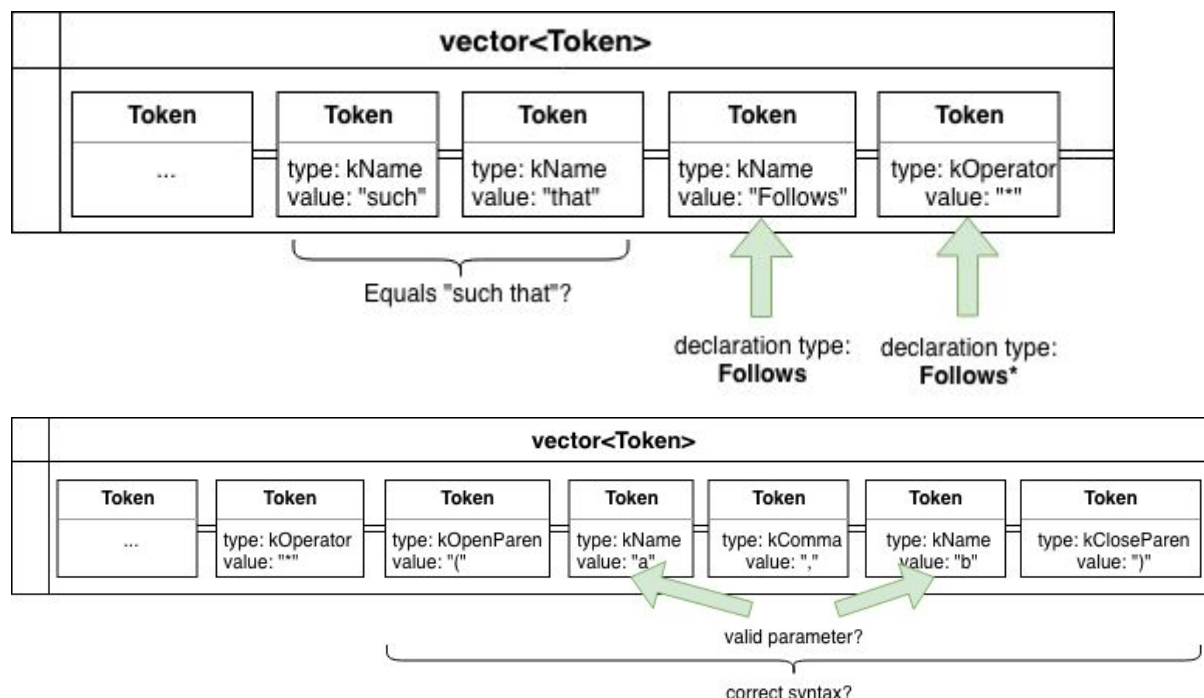 vector<Token>
Token
Token
Token
Token
Token
...
type: kName
value: "such"
type: kName
value: "that"
type: kName
value: "Follows"
type: kOperator
value: "*"
Equals "such that"?
declaration type:
Follows
declaration type:
Follows*
vector<Token>
Token
Token
Token
Token
Token
Token
Token
...
type: kOperator
value: "*"
type: kOpenParen
value: "("
type: kName
value: "a"
type: kComma
value: ","
type: kName
value: "b"
type: kCloseParen
value: ")"
valid parameter?
correct syntax?